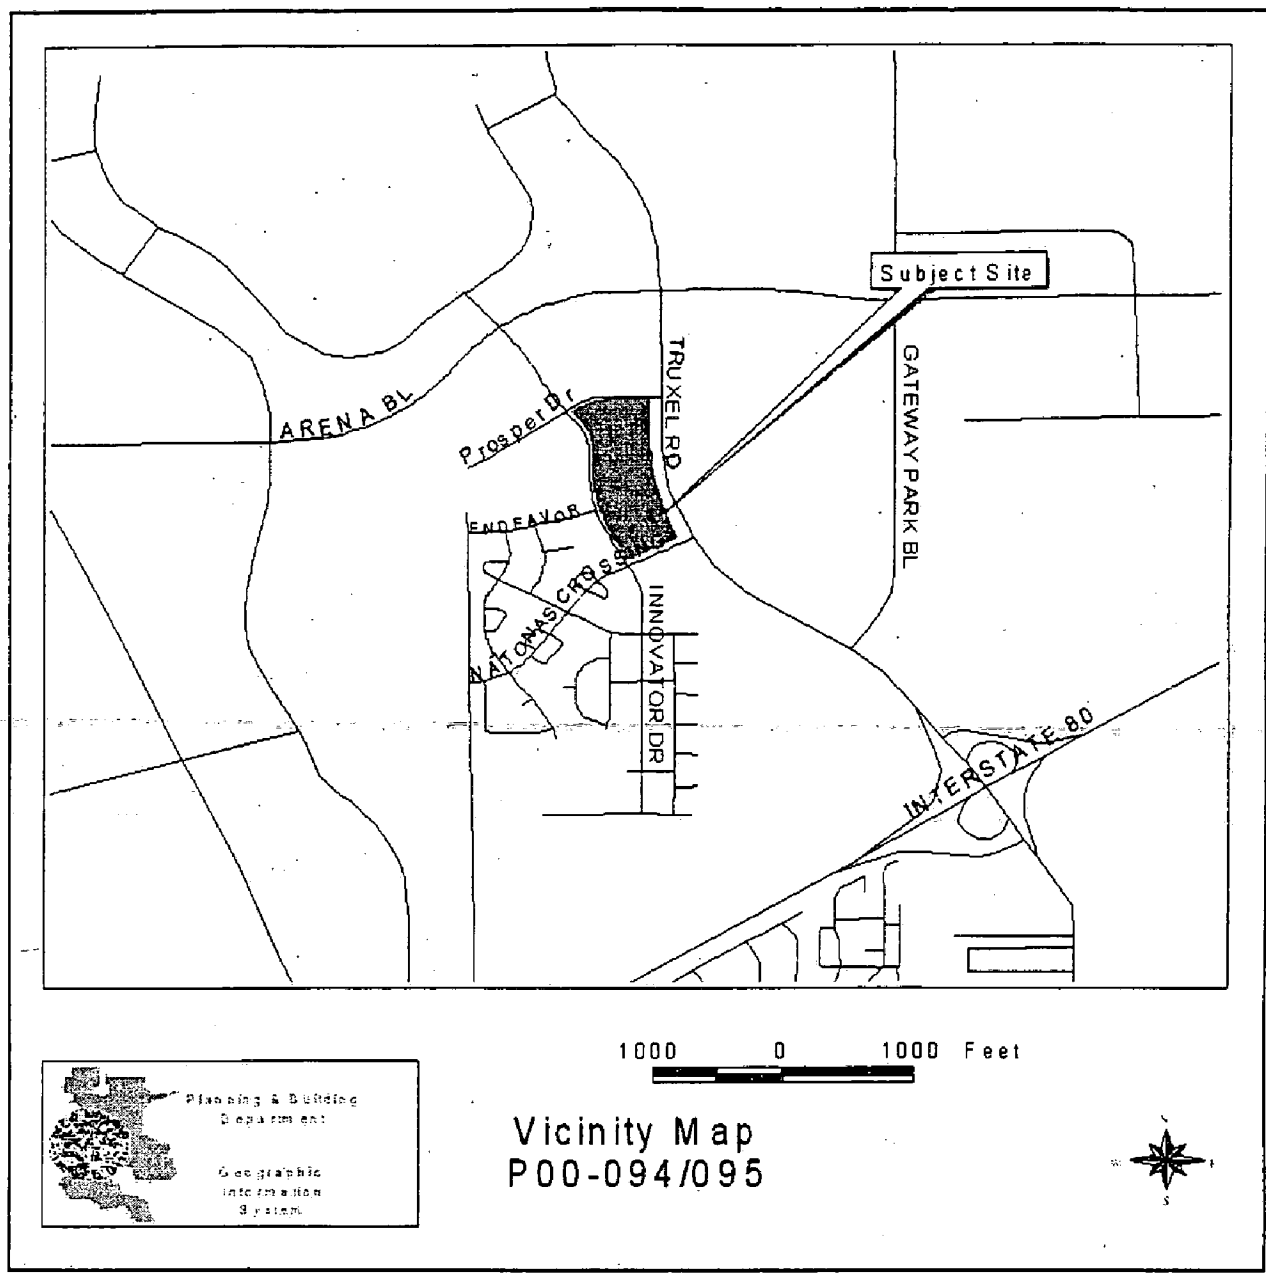 Subject Site
TRUXEL RD
GATEWAY PARK BL
ARENA BL
Prosper Dr
ENDEAVOR
NATOMAS CROSSING
INNOVATOR DR
INTERSTATE 80
1000 0 1000 Feet
Planning & Building
Department
Geographic
Information
System
Vicinity Map
P00-094/095
S